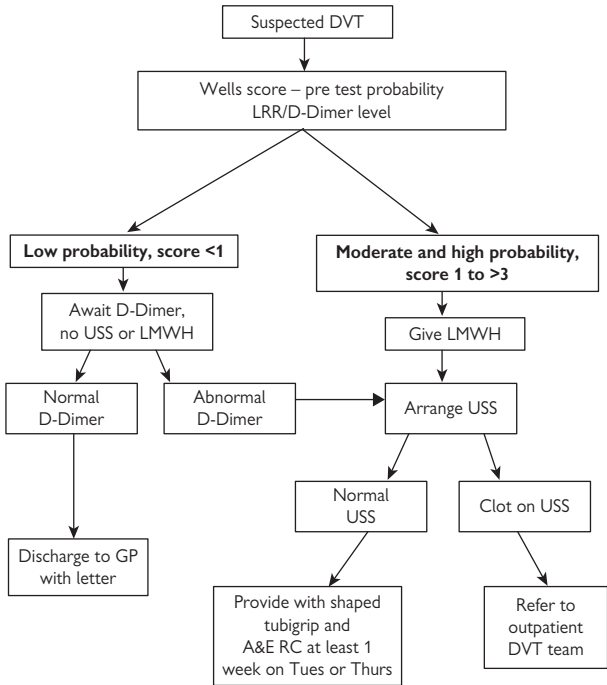 Suspected DVT
Wells score – pre test probability
LRR/D-Dimer level
Low probability, score <1
Moderate and high probability,
score 1 to >3
Await D-Dimer,
no USS or LMWH
Give LMWH
Normal
D-Dimer
Abnormal
D-Dimer
Arrange USS
Normal
USS
Clot on USS
Discharge to GP
with letter
Provide with shaped
tubigrip and
A&E RC at least 1
week on Tues or Thurs
Refer to
outpatient
DVT team